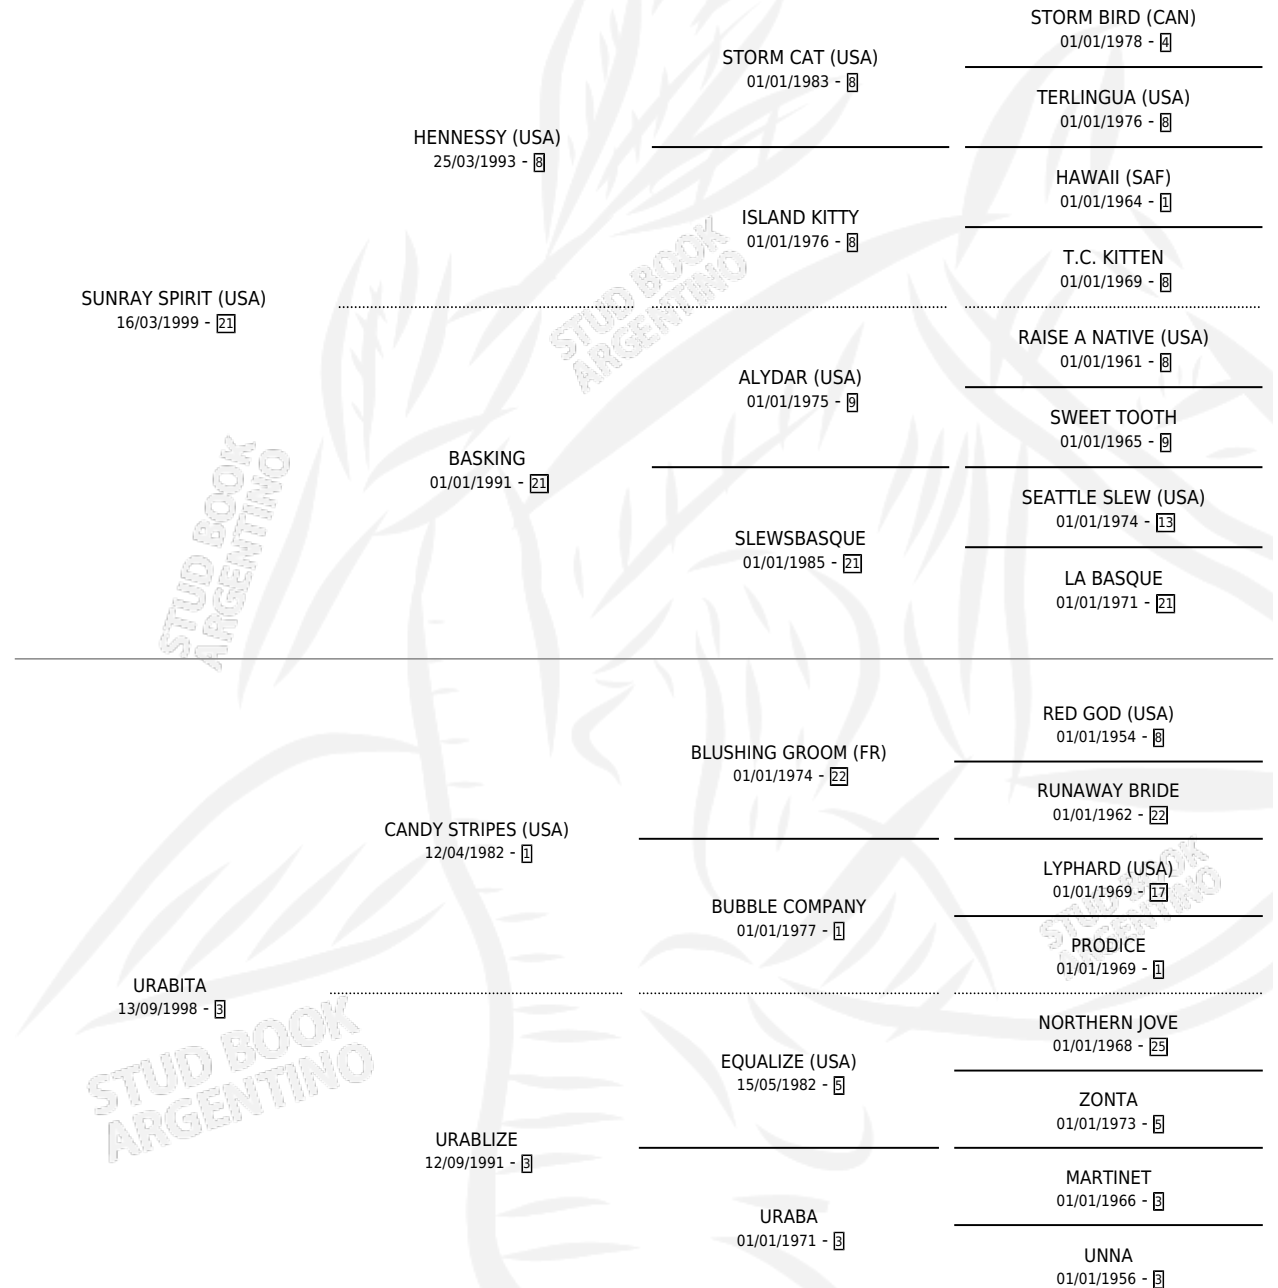 STORM BIRD (CAN)
01/01/1978 - 4
STORM CAT (USA)
01/01/1983 - 8
TERLINGUA (USA)
01/01/1976 - 8
HENNESSY (USA)
25/03/1993 - 8
HAWAII (SAF)
01/01/1964 - 1
ISLAND KITTY
01/01/1976 - 8
T.C. KITTEN
01/01/1969 - 8
SUNRAY SPIRIT (USA)
16/03/1999 - 21
RAISE A NATIVE (USA)
01/01/1961 - 8
ALYDAR (USA)
01/01/1975 - 9
SWEET TOOTH
01/01/1965 - 9
BASKING
01/01/1991 - 21
SEATTLE SLEW (USA)
01/01/1974 - 13
SLEWSBASQUE
01/01/1985 - 21
LA BASQUE
01/01/1971 - 21
STUD BOOK
ARGENTINO
STUD BOOK
ARGENTINO
RED GOD (USA)
01/01/1954 - 8
BLUSHING GROOM (FR)
01/01/1974 - 22
RUNAWAY BRIDE
01/01/1962 - 22
CANDY STRIPES (USA)
12/04/1982 - 1
LYPHARD (USA)
01/01/1969 - 17
BUBBLE COMPANY
01/01/1977 - 1
PRODICE
01/01/1969 - 1
URABITA
13/09/1998 - 3
NORTHERN JOVE
01/01/1968 - 25
EQUALIZE (USA)
15/05/1982 - 5
ZONTA
01/01/1973 - 5
URABLIZE
12/09/1991 - 3
MARTINET
01/01/1966 - 3
URABA
01/01/1971 - 3
UNNA
01/01/1956 - 3
STUD BOOK
ARGENTINO
STUD BOOK
ARGENTINO